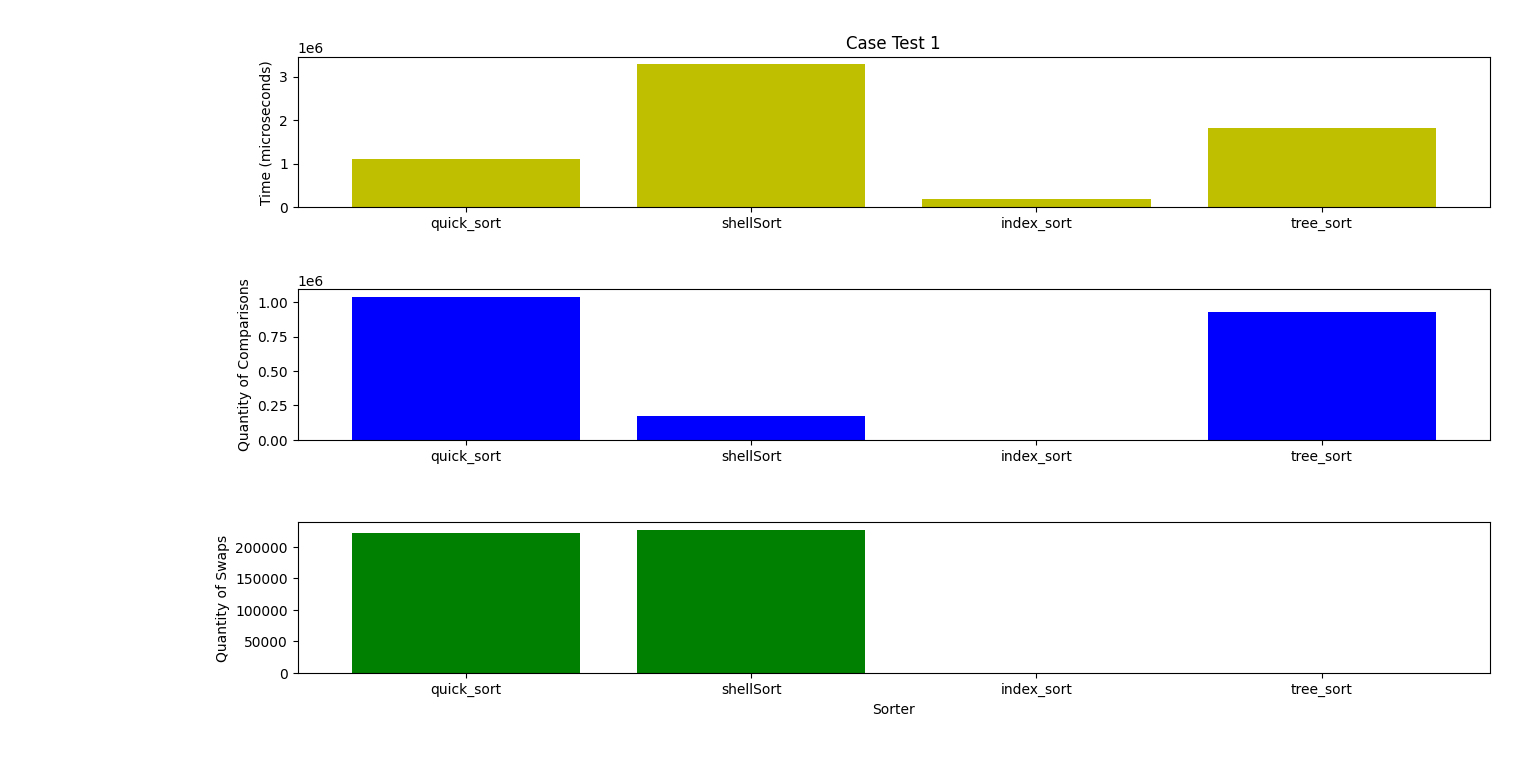 Case Test 1
1e6
Time (microseconds)
3
2
1
0
quick_sort shellSort index_sort tree_sort
1e6
Quantity of Comparisons
1.00
0.75
0.50
0.25
0.00
quick_sort shellSort index_sort tree_sort
Quantity of Swaps
200000
150000
100000
50000
0
quick_sort shellSort index_sort tree_sort
Sorter